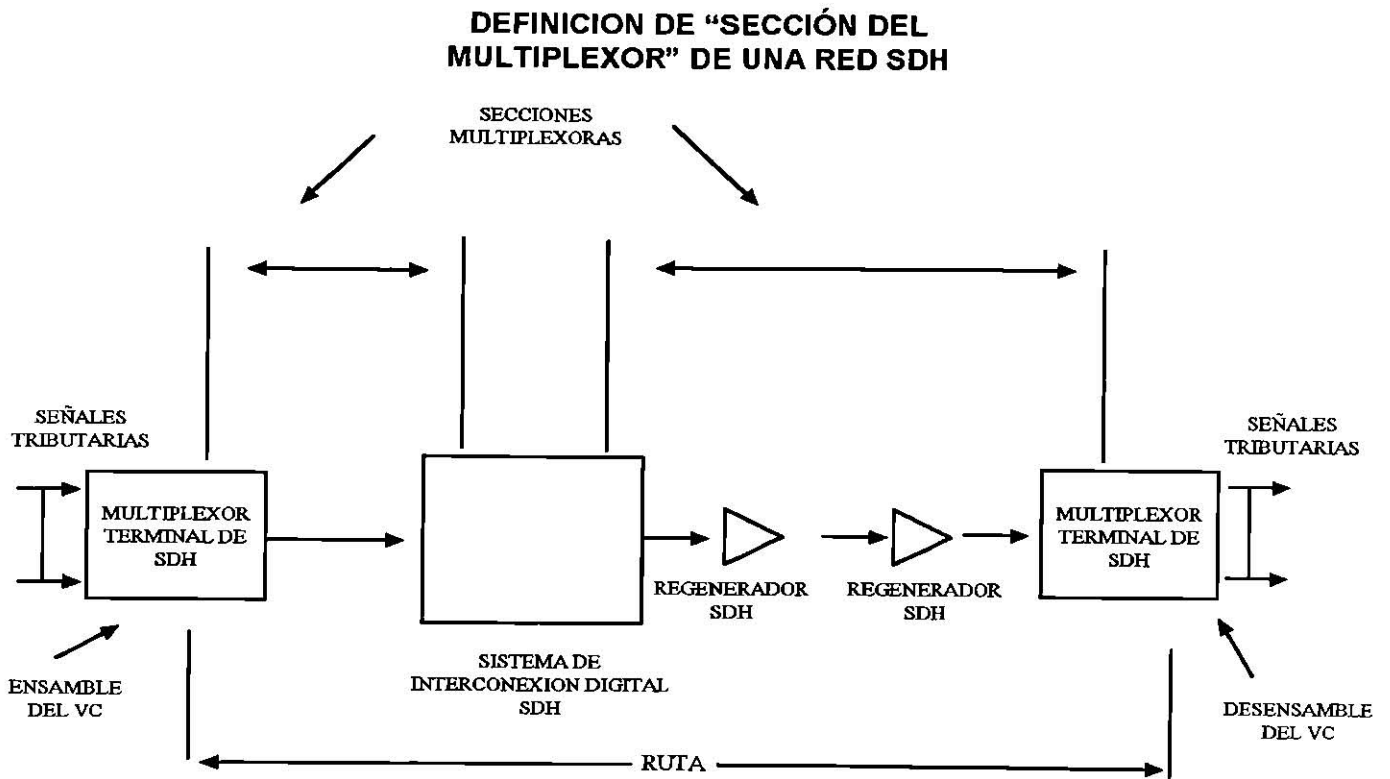 DEFINICION DE “SECCIÓN DEL
MULTIPLEXOR” DE UNA RED SDH
SECCIONES
MULTIPLEXORAS
SEÑALES
TRIBUTARIAS
SEÑALES
TRIBUTARIAS
MULTIPLEXOR
TERMINAL DE
SDH
MULTIPLEXOR
TERMINAL DE
SDH
REGENERADOR
SDH
REGENERADOR
SDH
SISTEMA DE
INTERCONEXION DIGITAL
SDH
ENSAMBLE
DEL VC
DESENSAMBLE
DEL VC
RUTA